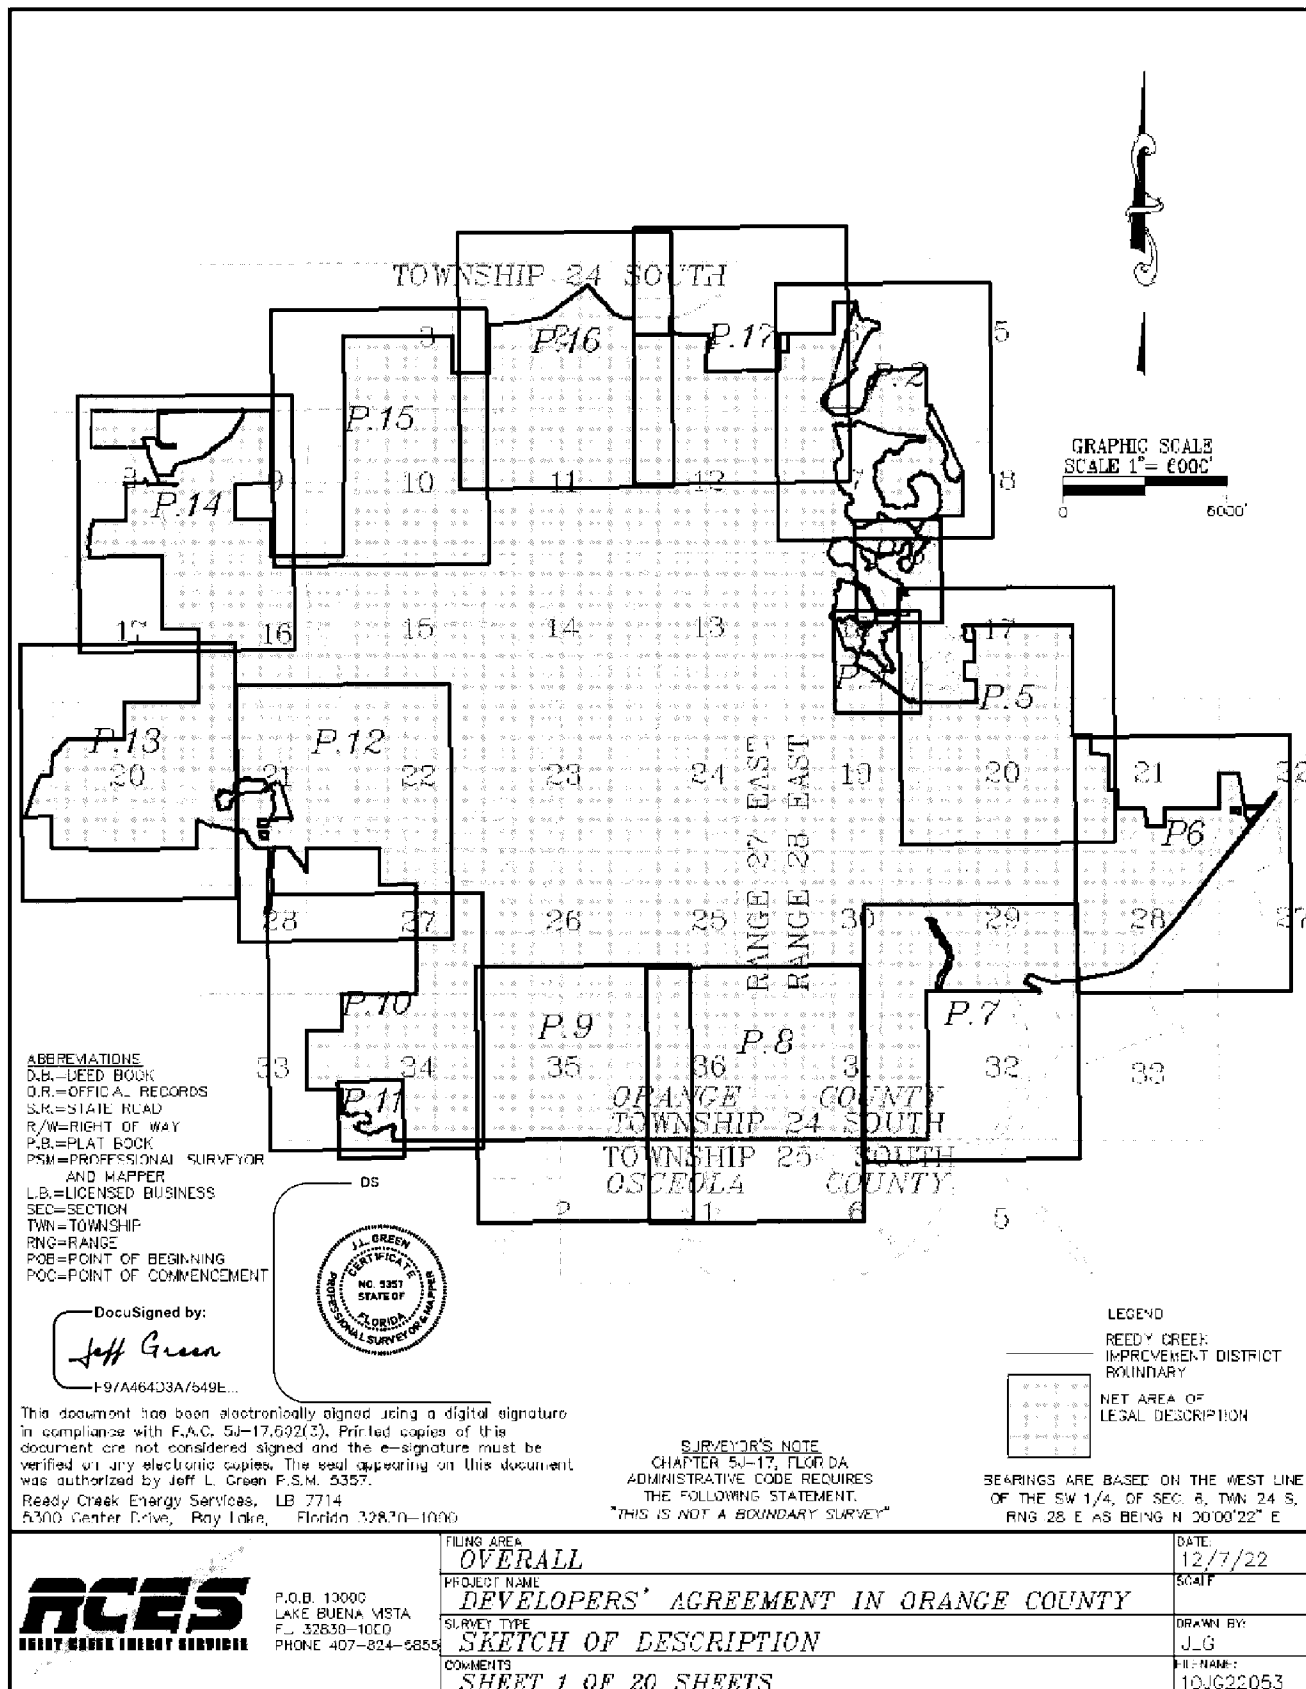 TOWNSHIP 24 SOUTH
3
P.16
P.17
5
P.2
P.15
GRAPHIC SCALE
SCALE 1"= 6000'
0
6000'
9
10
11
12
7
8
P.14
17
16
15
14
13
17
P.4
P.5
P.13
P.12
20
21
22
23
24
19
20
21
22
RANGE 27 EAST
RANGE 28 EAST
P6
28
27
26
25
30
29
28
27
P.10
P.9
P.8
P.7
33
34
35
36
31
32
33
P.11
ORANGE COUNTY
TOWNSHIP 24 SOUTH
TOWNSHIP 25 SOUTH
OSCEOLA COUNTY
2
1
6
5
ABBREVIATIONS
D.B.=DEED BOOK
O.R.=OFFICIAL RECORDS
S.R.=STATE ROAD
R/W=RIGHT OF WAY
P.B.=PLAT BOOK
PSM=PROFESSIONAL SURVEYOR
AND MAPPER
L.B.=LICENSED BUSINESS
SEC=SECTION
TWN=TOWNSHIP
RNG=RANGE
POB=POINT OF BEGINNING
POC=POINT OF COMMENCEMENT
DS
J.L. GREEN
CERTIFICATE
NO. 5357
STATE OF
FLORIDA
PROFESSIONAL SURVEYOR & MAPPER
DocuSigned by:
Jeff Green
F97A464D3A7549E...
This document has been electronically signed using a digital signature
in compliance with F.A.C. 5J-17.602(3). Printed copies of this
document are not considered signed and the e-signature must be
verified on any electronic copies. The seal appearing on this document
was authorized by Jeff L. Green P.S.M. 5357.
Reedy Creek Energy Services, LB 7714
5300 Center Drive, Bay Lake, Florida 32830-1000
SURVEYOR'S NOTE
CHAPTER 5J-17, FLORIDA
ADMINISTRATIVE CODE REQUIRES
THE FOLLOWING STATEMENT.
"THIS IS NOT A BOUNDARY SURVEY"
LEGEND
REEDY CREEK
IMPROVEMENT DISTRICT
BOUNDARY
NET AREA OF
LEGAL DESCRIPTION
BEARINGS ARE BASED ON THE WEST LINE
OF THE SW 1/4, OF SEC. 6, TWN 24 S,
RNG 28 E AS BEING N 00°00'22" E
RCES
REEDY CREEK ENERGY SERVICES
P.O.B. 10000
LAKE BUENA VISTA
FL 32830-1000
PHONE 407-824-5855
FILING AREA
OVERALL
PROJECT NAME
DEVELOPERS' AGREEMENT IN ORANGE COUNTY
SURVEY TYPE
SKETCH OF DESCRIPTION
COMMENTS
SHEET 1 OF 20 SHEETS
DATE:
12/7/22
SCALE
DRAWN BY:
JLG
FILENAME:
10JG22053